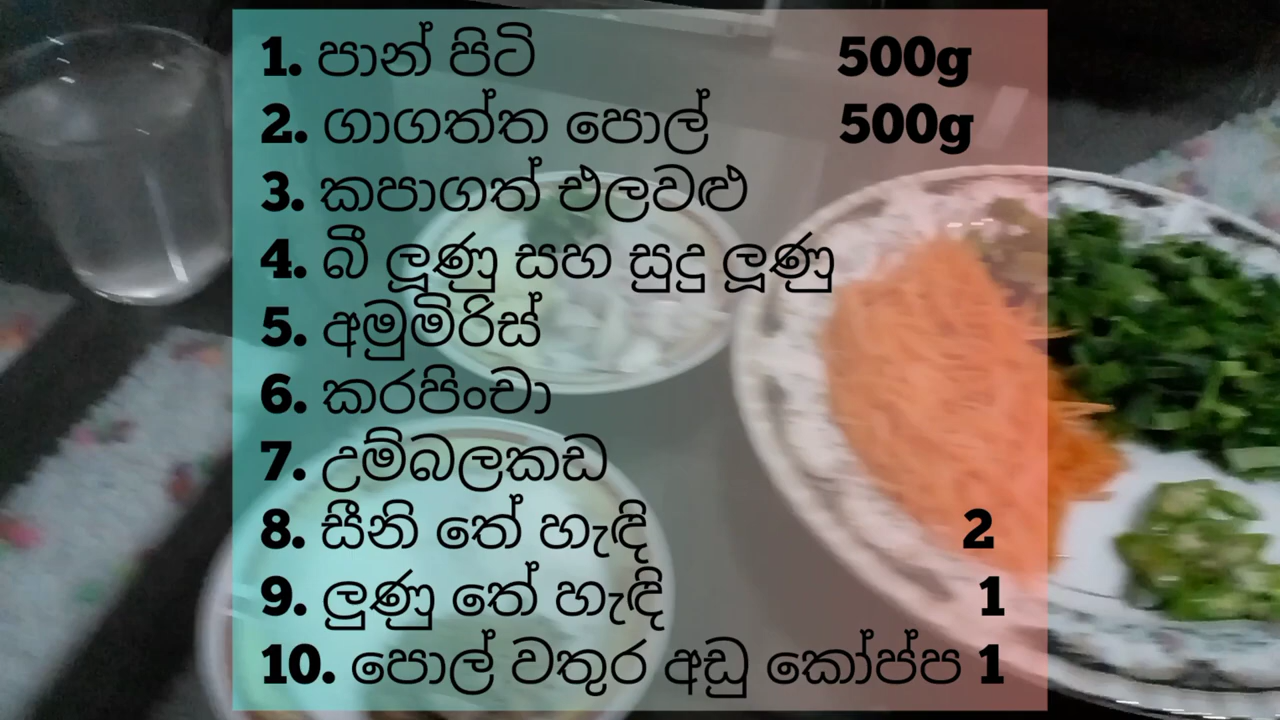 1. පාන් පිටි 500g
2. ගාගත්ත පොල් 500g
3. කපාගත් එලවළු
4. බී ලූණු සහ සුදු ලූණු
5. අමුමිරිස්
6. කරපිංචා
7. උම්බලකඩ
8. සීනි තේ හැඳි 2
9. ලුණු තේ හැඳි 1
10. පොල් වතුර අඩු කෝප්ප 1